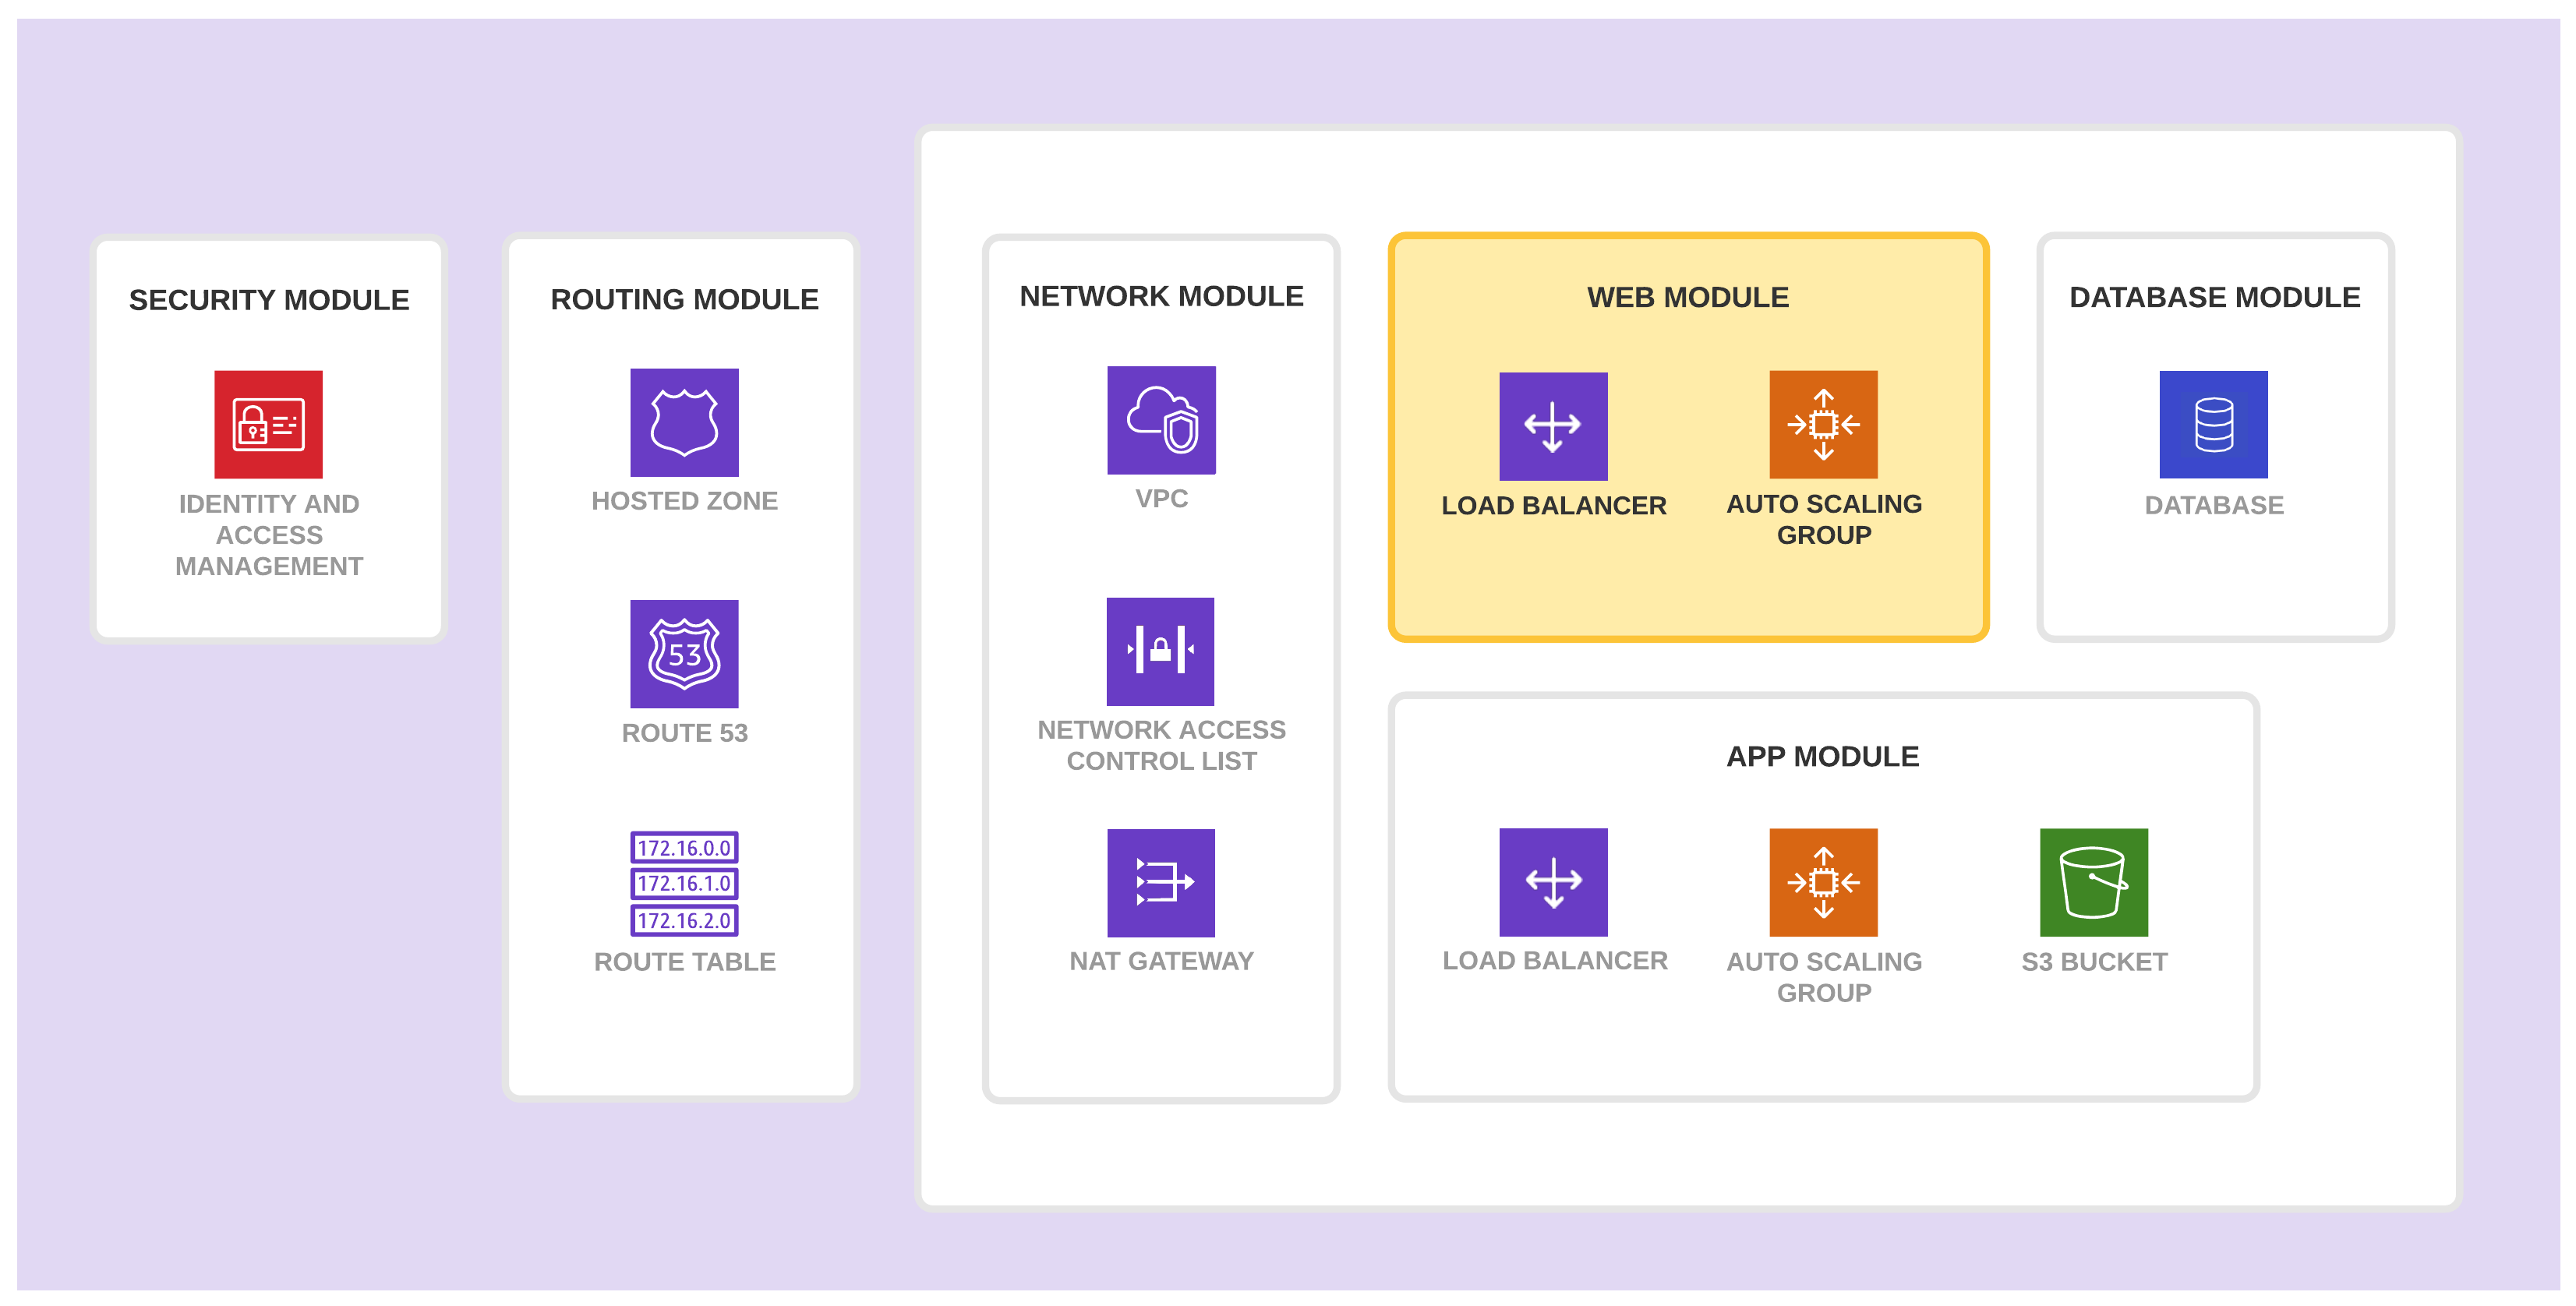 SECURITY MODULE
IDENTITY AND
ACCESS
MANAGEMENT
ROUTING MODULE
HOSTED ZONE
53
ROUTE 53
172.16.0.0
172.16.1.0
172.16.2.0
ROUTE TABLE
NETWORK MODULE
VPC
NETWORK ACCESS
CONTROL LIST
NAT GATEWAY
WEB MODULE
LOAD BALANCER
AUTO SCALING
GROUP
DATABASE MODULE
DATABASE
APP MODULE
LOAD BALANCER
AUTO SCALING
GROUP
S3 BUCKET